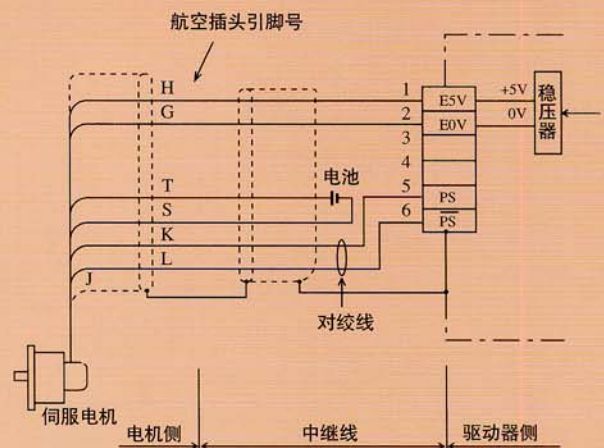 航空插头引脚号
H
G
T
S
K
L
J
电池
对绞线
1
2
3
4
5
6
E5V
E0V
PS
PS
+5V
0V
稳压器
伺服电机
电机侧
中继线
驱动器侧